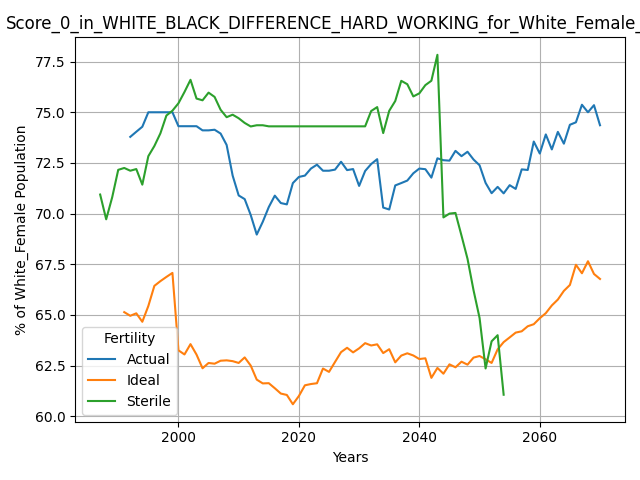 Score_0_in_WHITE_BLACK_DIFFERENCE_HARD_WORKING_for_White_Female_
77.5
75.0
72.5
70.0
67.5
65.0
62.5
60.0
% of White_Female Population
Fertility
Actual
Ideal
Sterile
2000 2020 2040 2060
Years